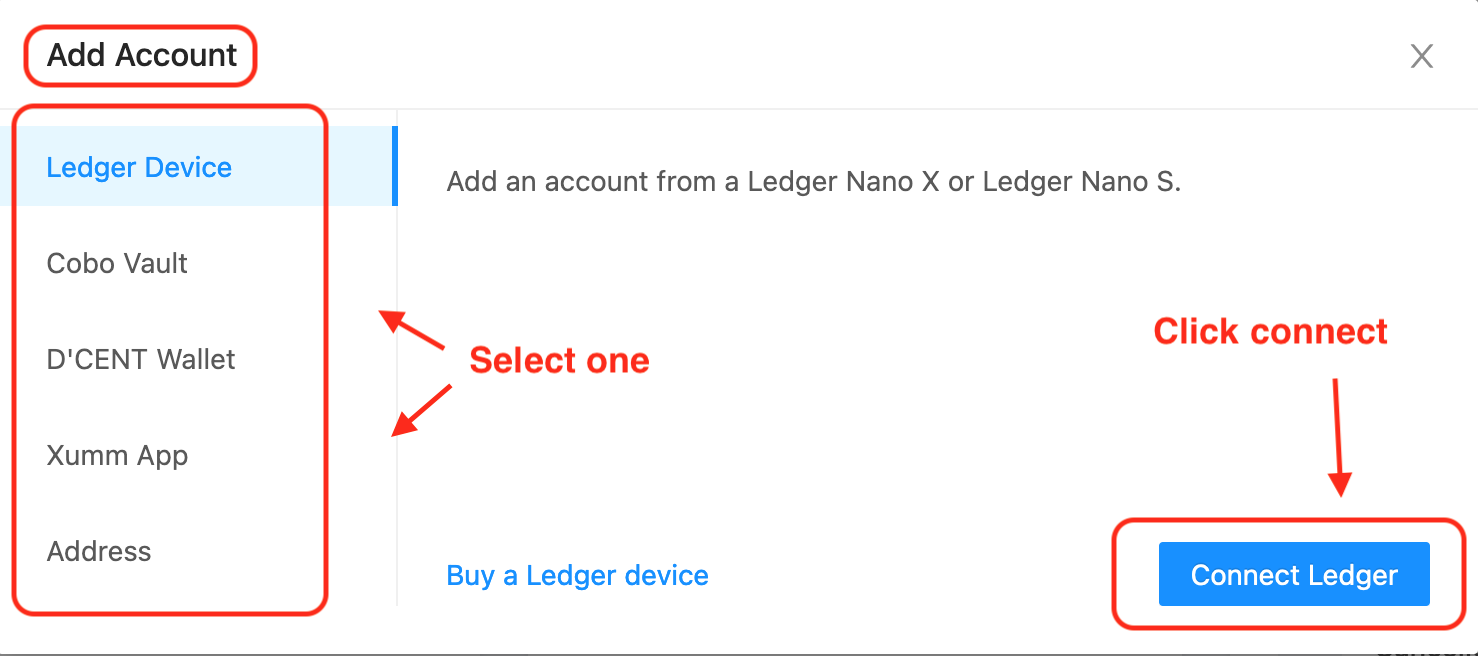 Add Account
Ledger Device
Cobo Vault
D'CENT Wallet
Xumm App
Address
Add an account from a Ledger Nano X or Ledger Nano S.
Select one
Click connect
Buy a Ledger device
Connect Ledger